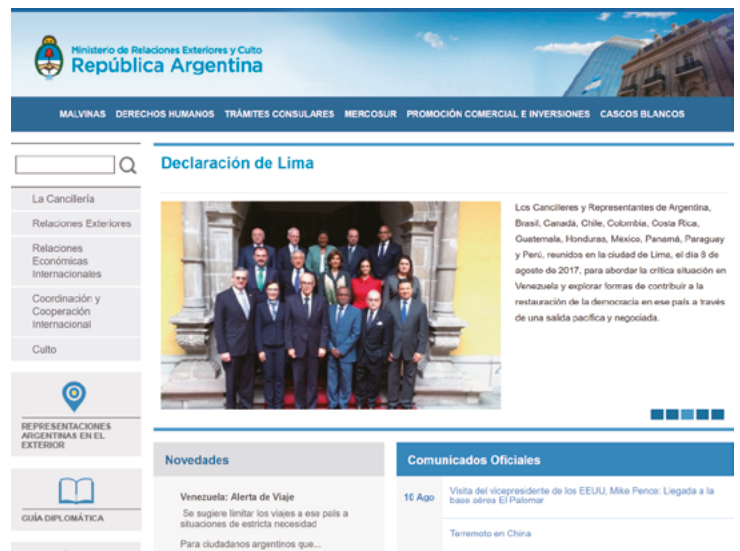 Ministerio de Relaciones Exteriores y Culto
República Argentina
MALVINAS DERECHOS HUMANOS TRÁMITES CONSULARES MERCOSUR PROMOCIÓN COMERCIAL E INVERSIONES CASCOS BLANCOS
La Cancillería
Relaciones Exteriores
Relaciones
Económicas
Internacionales
Coordinación y
Cooperación
Internacional
Culto
REPRESENTACIONES
ARGENTINAS EN EL
EXTERIOR
GUÍA DIPLOMÁTICA
Declaración de Lima
Los Cancilleres y Representantes de Argentina,
Brasil, Canadá, Chile, Colombia, Costa Rica,
Guatemala, Honduras, México, Panamá, Paraguay
y Perú, reunidos en la ciudad de Lima, el día 8 de
agosto de 2017, para abordar la crítica situación en
Venezuela y explorar formas de contribuir a la
restauración de la democracia en ese país a través
de una salida pacífica y negociada.
Novedades
Venezuela: Alerta de Viaje
Se sugiere limitar los viajes a ese país a
situaciones de estricta necesidad
Para ciudadanos argentinos que...
Comunicados Oficiales
10 Ago
Visita del vicepresidente de los EEUU, Mike Pence: Llegada a la
base aérea El Palomar
Terremoto en China